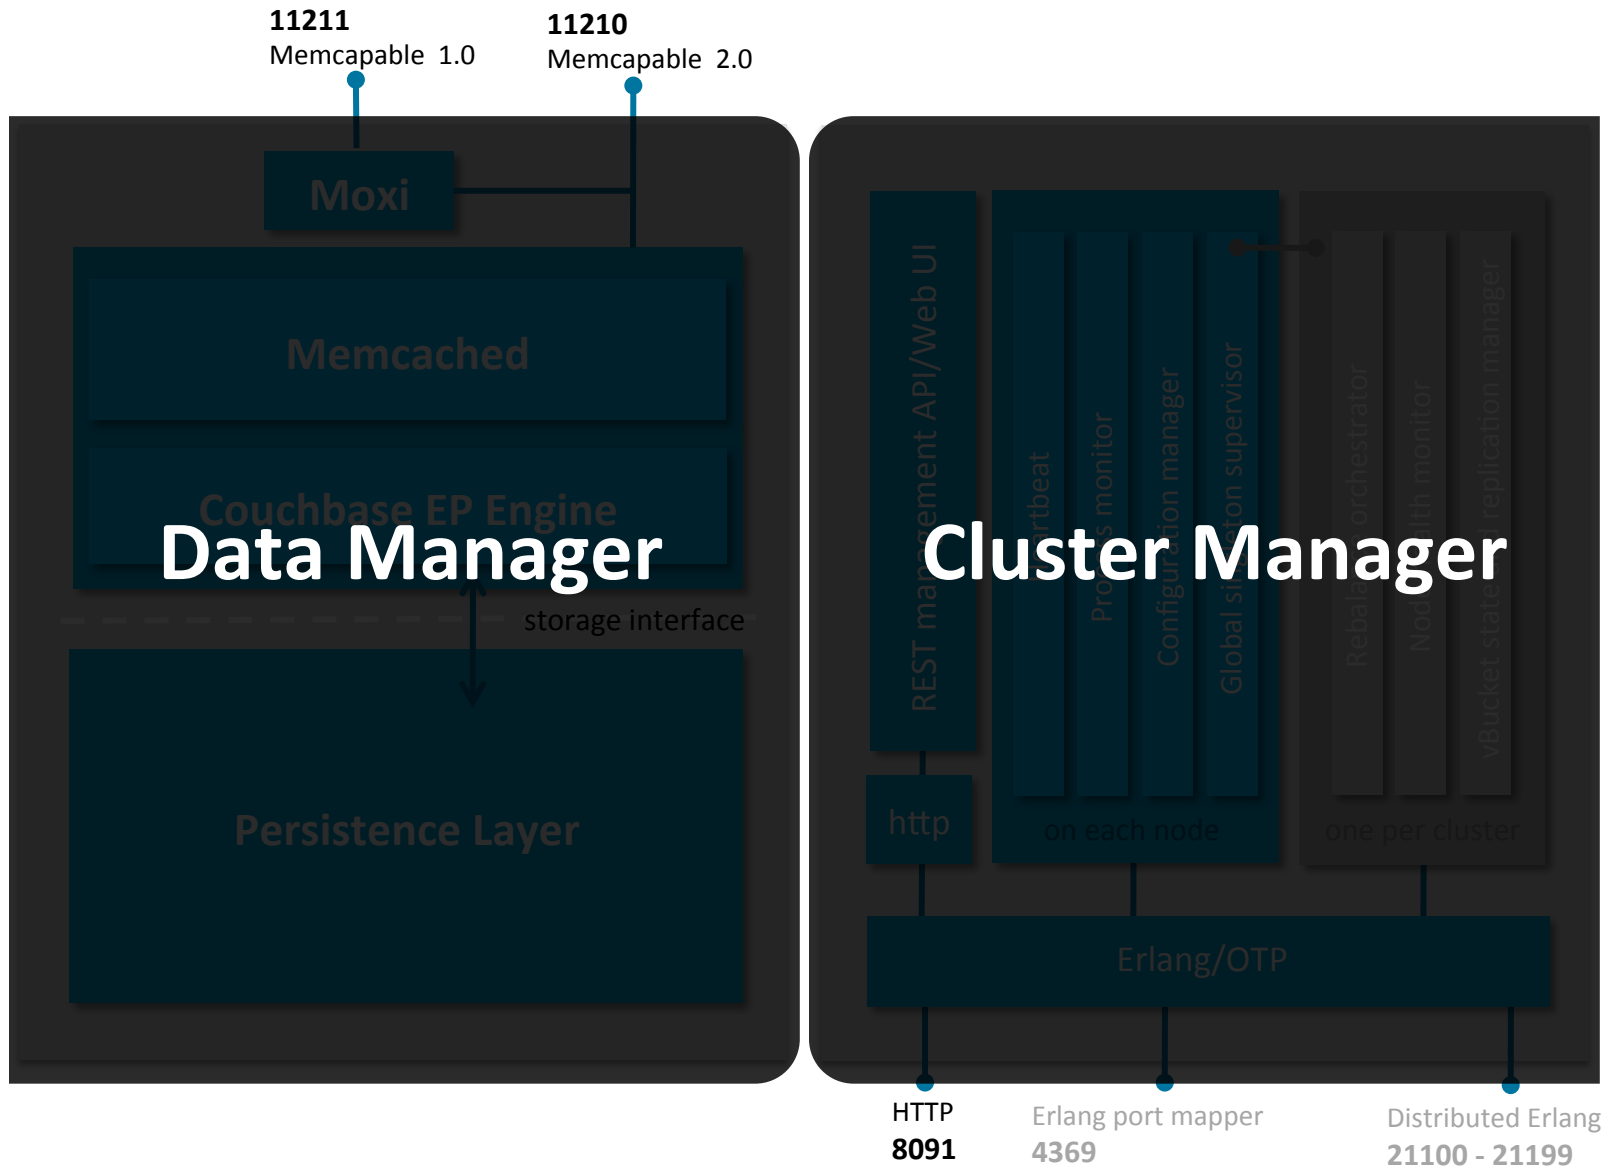 11211
Memcapable 1.0
11210
Memcapable 2.0
Moxi
Memcached
Couchbase EP Engine
Data Manager
storage interface
Persistence Layer
Cluster Manager
REST management API/Web UI
Heartbeat
Process monitor
Configuration manager
Global singleton supervisor
Rebalance orchestrator
Node health monitor
vBucket state and replication manager
http
on each node
one per cluster
Erlang/OTP
HTTP
8091
Erlang port mapper
4369
Distributed Erlang
21100 - 21199